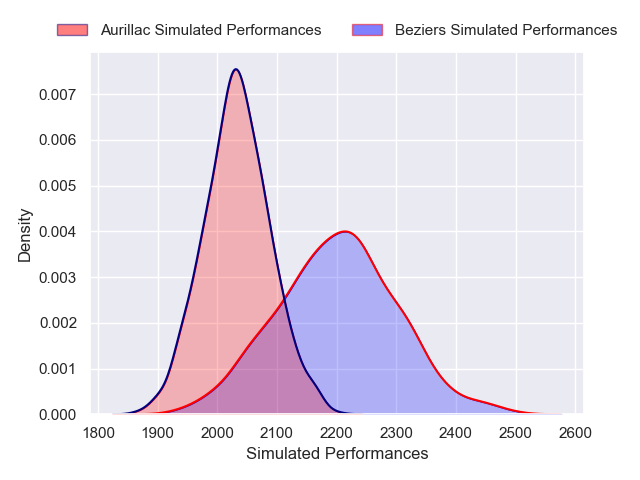 Aurillac Simulated Performances Beziers Simulated Performances
0.007
0.006
0.005
0.004
0.003
0.002
0.001
0.000
Density
1800 1900 2000 2100 2200 2300 2400 2500 2600
Simulated Performances